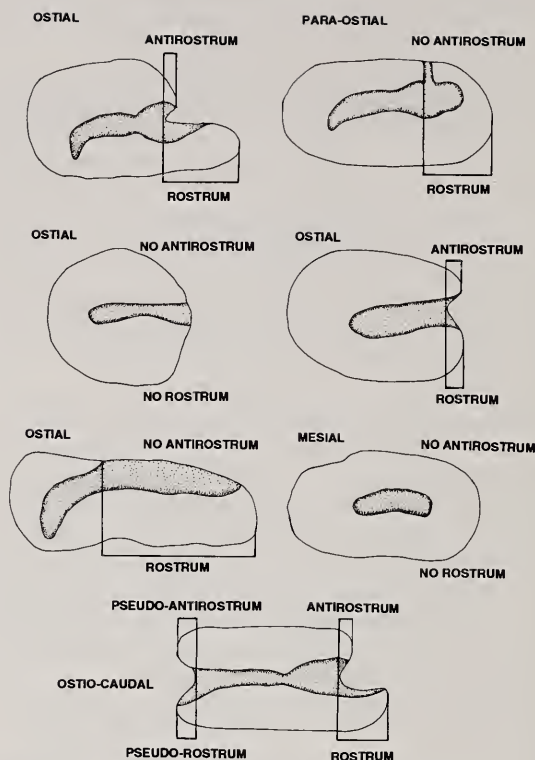 OSTIAL
ANTIROSTRUM
ROSTRUM
PARA-OSTIAL
NO ANTIROSTRUM
ROSTRUM
OSTIAL
NO ANTIROSTRUM
NO ROSTRUM
OSTIAL
ANTIROSTRUM
ROSTRUM
OSTIAL
NO ANTIROSTRUM
ROSTRUM
MESIAL
NO ANTIROSTRUM
NO ROSTRUM
PSEUDO-ANTIROSTRUM
ANTIROSTRUM
OSTIO-CAUDAL
PSEUDO-ROSTRUM
ROSTRUM